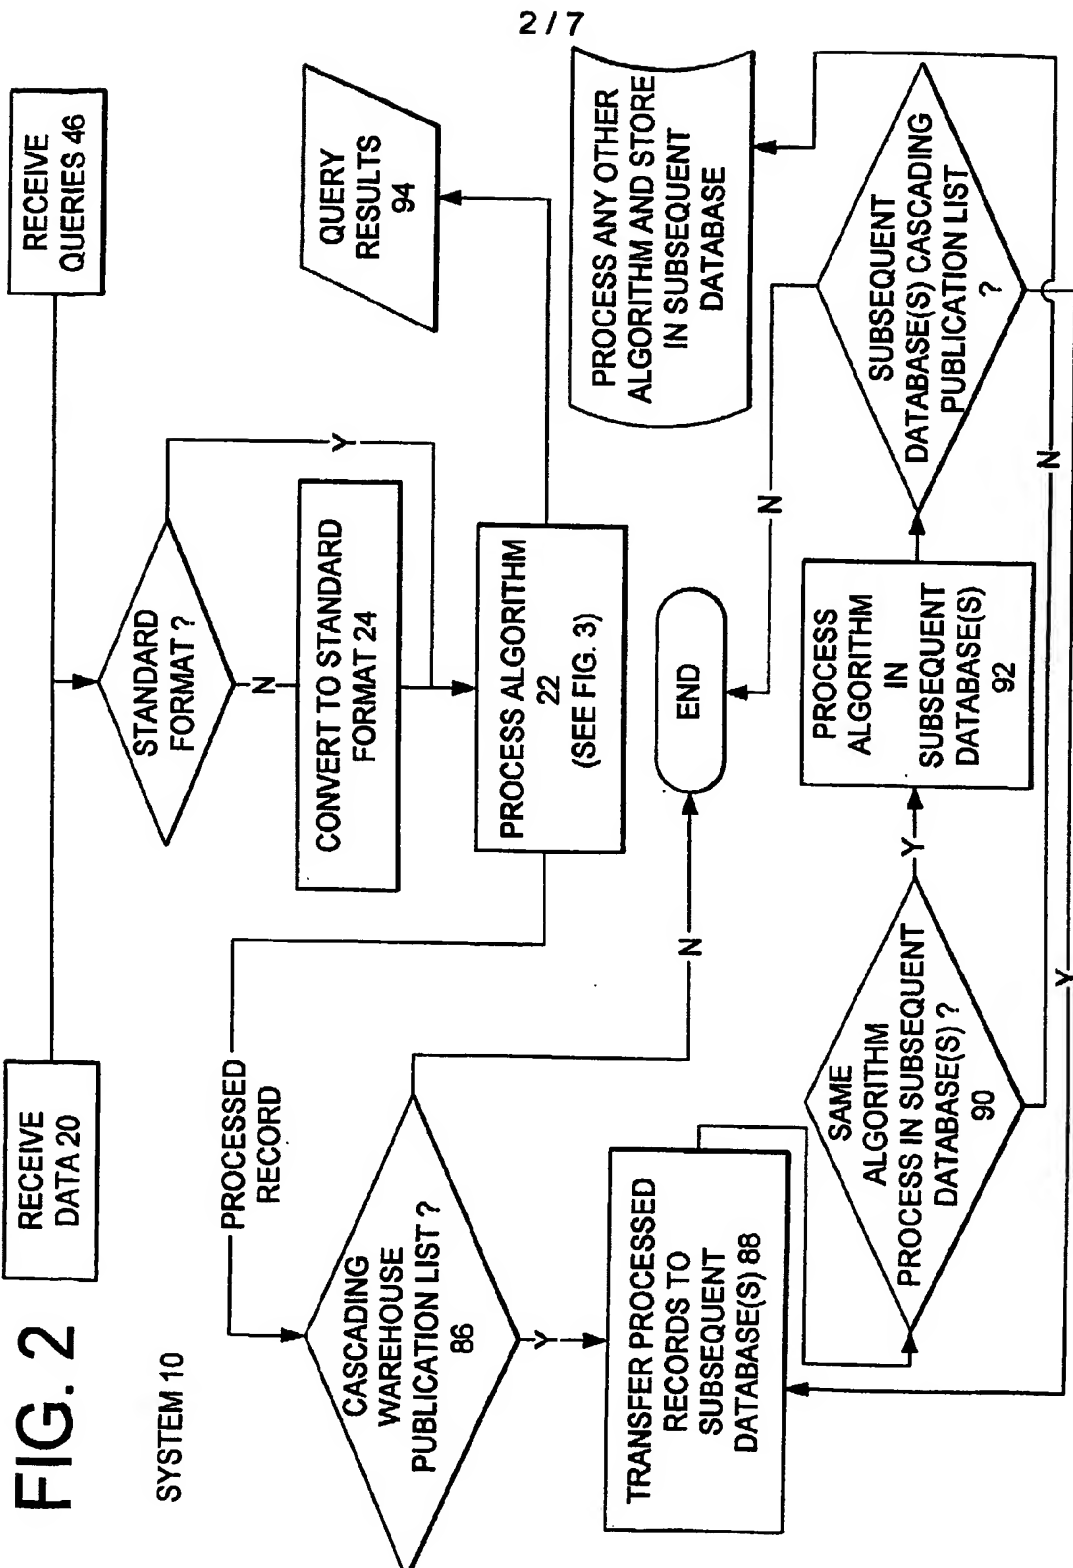 2 / 7
FIG. 2
SYSTEM 10
RECEIVE
DATA 20
RECEIVE
QUERIES 46
STANDARD
FORMAT ?
N
Y
CONVERT TO STANDARD
FORMAT 24
PROCESS ALGORITHM
22
(SEE FIG. 3)
QUERY
RESULTS
94
PROCESSED
RECORD
CASCADING
WAREHOUSE
PUBLICATION LIST ?
86
N
Y
END
TRANSFER PROCESSED
RECORDS TO
SUBSEQUENT
DATABASE(S) 88
SAME
ALGORITHM
PROCESS IN SUBSEQUENT
DATABASE(S) ?
90
Y
N
PROCESS
ALGORITHM
IN
SUBSEQUENT
DATABASE(S)
92
SUBSEQUENT
DATABASE(S) CASCADING
PUBLICATION LIST
?
N
Y
PROCESS ANY OTHER
ALGORITHM AND STORE
IN SUBSEQUENT
DATABASE